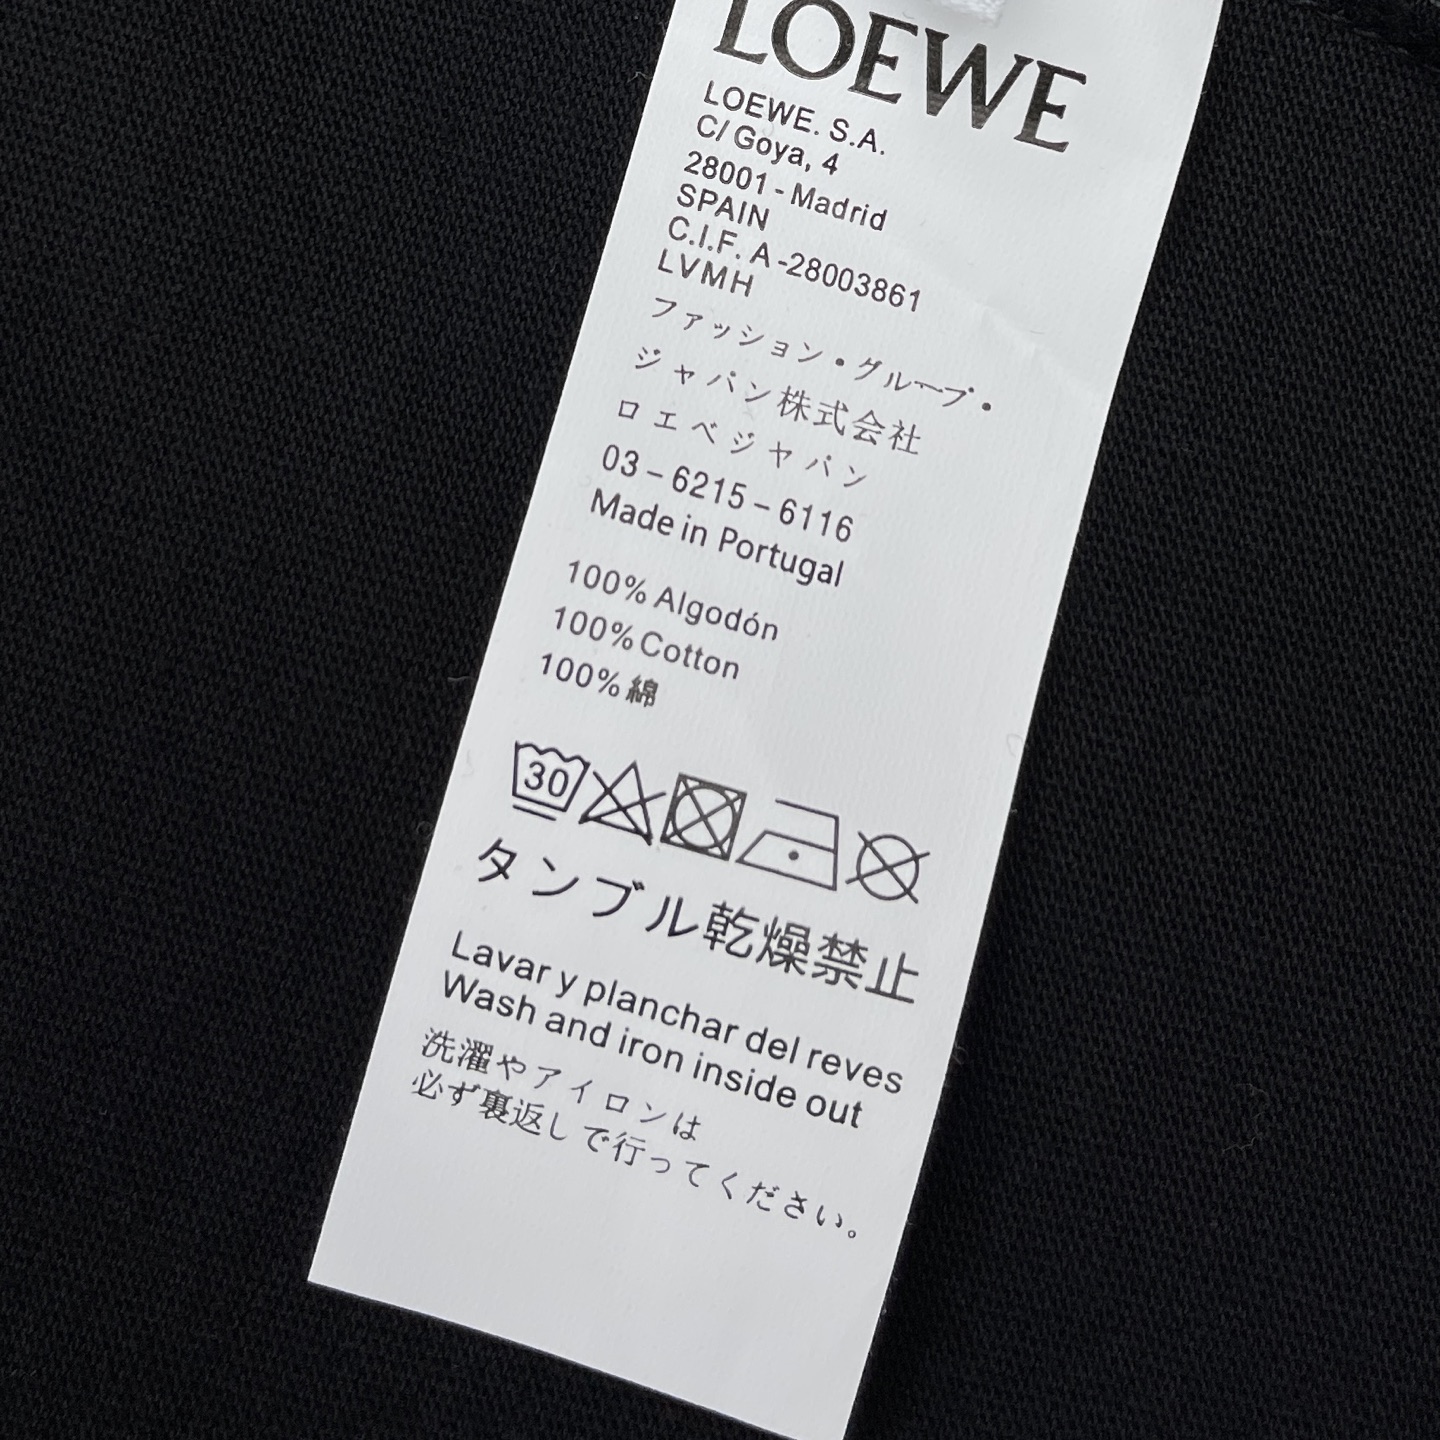 LOEWE
LOEWE. S.A.
C/ Goya, 4
28001 - Madrid
SPAIN
C.I.F. A -28003861
LVMH
ファッション・グループ・
ジャパン株式会社
ロエベジャパン
03-6215-6116
Made in Portugal
100% Algodón
100% Cotton
100% 綿
30
タンブル乾燥禁止
Lavar y planchar del reves
Wash and iron inside out
洗濯やアイロンは
必ず裏返しで行ってください。